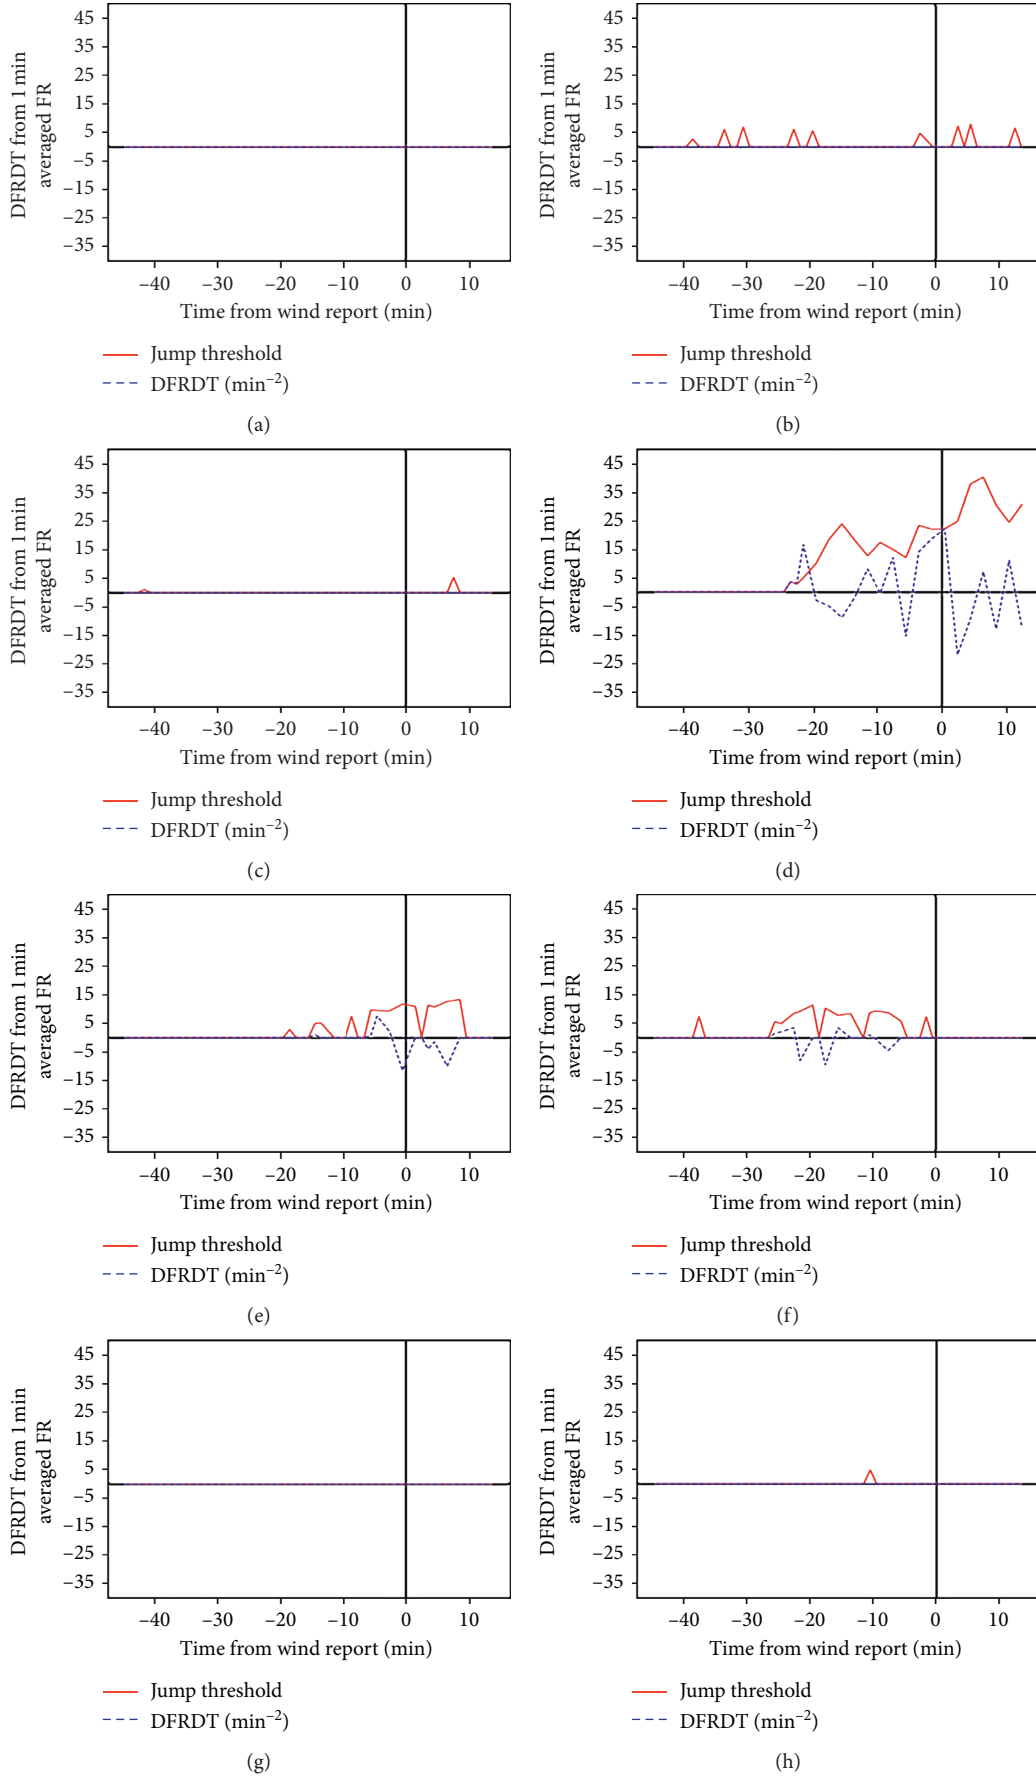 DFRDT from 1 min
averaged FR
45
35
25
15
5
−5
−15
−25
−35
−40 −30 −20 −10 0 10
Time from wind report (min)
Jump threshold
DFRDT (min⁻²)
(a)
DFRDT from 1 min
averaged FR
45
35
25
15
5
−5
−15
−25
−35
−40 −30 −20 −10 0 10
Time from wind report (min)
Jump threshold
DFRDT (min⁻²)
(b)
DFRDT from 1 min
averaged FR
45
35
25
15
5
−5
−15
−25
−35
−40 −30 −20 −10 0 10
Time from wind report (min)
Jump threshold
DFRDT (min⁻²)
(c)
DFRDT from 1 min
averaged FR
45
35
25
15
5
−5
−15
−25
−35
−30 −20 −10 0 10
Time from wind report (min)
Jump threshold
DFRDT (min⁻²)
(d)
DFRDT from 1 min
averaged FR
45
35
25
15
5
−5
−15
−25
−35
−40 −30 −20 −10 0 10
Time from wind report (min)
Jump threshold
DFRDT (min⁻²)
(e)
DFRDT from 1 min
averaged FR
45
35
25
15
5
−5
−15
−25
−35
−40 −30 −20 −10 0 10
Time from wind report (min)
Jump threshold
DFRDT (min⁻²)
(f)
DFRDT from 1 min
averaged FR
45
35
25
15
5
−5
−15
−25
−35
−40 −30 −20 −10 0 10
Time from wind report (min)
Jump threshold
DFRDT (min⁻²)
(g)
DFRDT from 1 min
averaged FR
45
35
25
15
5
−5
−15
−25
−35
−40 −30 −20 −10 0 10
Time from wind report (min)
Jump threshold
DFRDT (min⁻²)
(h)